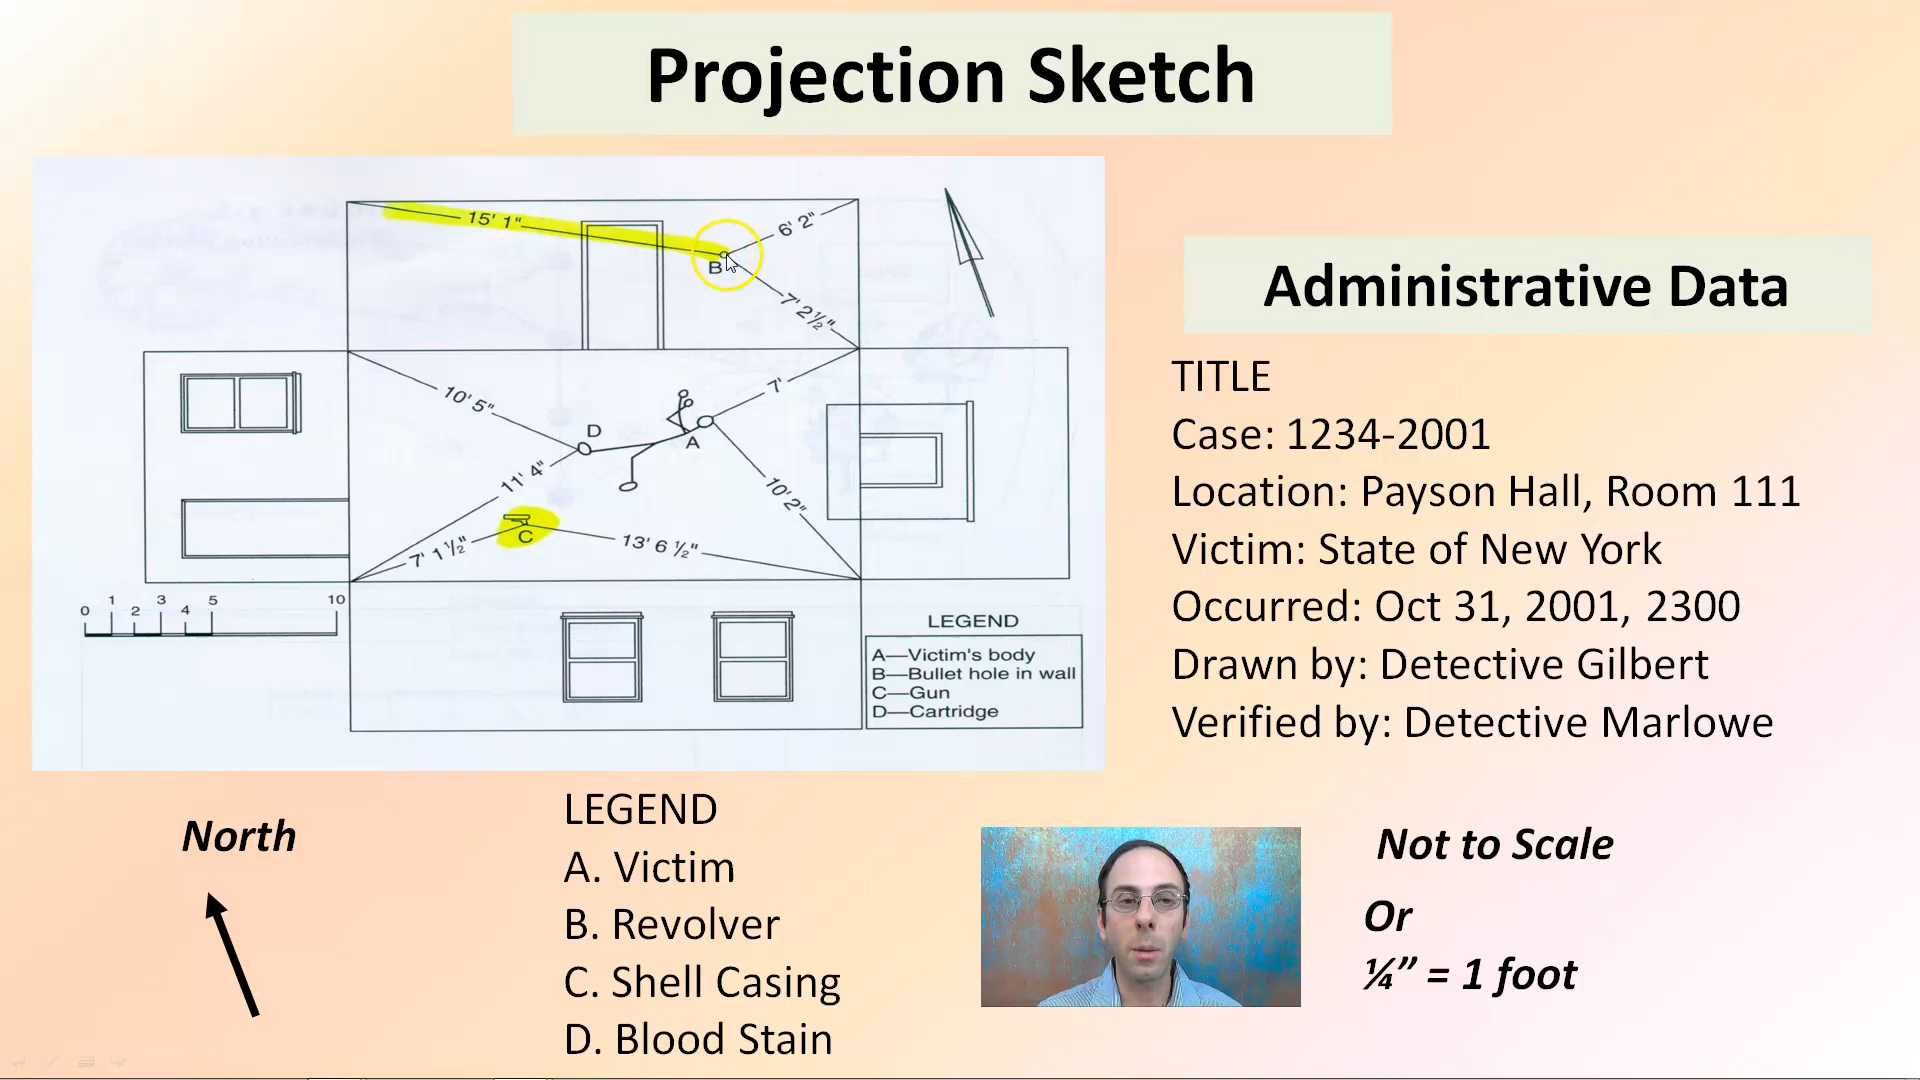 Projection Sketch
15' 1"
6' 2"
B
7' 2½"
10' 5"
7'
D
A
11' 4"
10' 2"
C
7' 1½"
13' 6 ½"
0 1 2 3 4 5 10
LEGEND
A—Victim's body
B—Bullet hole in wall
C—Gun
D—Cartridge
Administrative Data
TITLE
Case: 1234-2001
Location: Payson Hall, Room 111
Victim: State of New York
Occurred: Oct 31, 2001, 2300
Drawn by: Detective Gilbert
Verified by: Detective Marlowe
North
LEGEND
A. Victim
B. Revolver
C. Shell Casing
D. Blood Stain
Not to Scale
Or
¼” = 1 foot